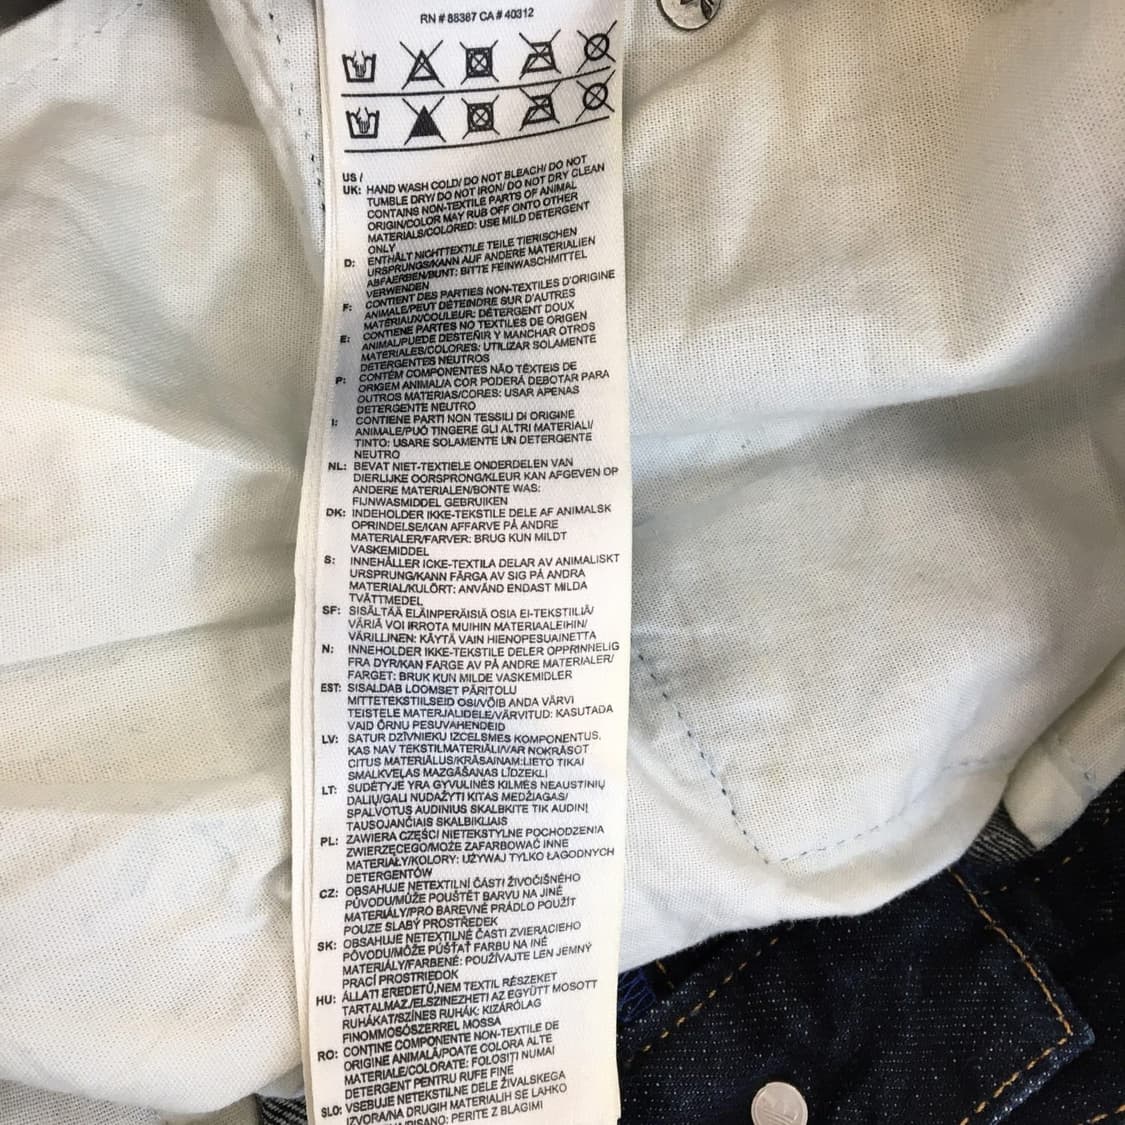 RN # 88387 CA # 40312
US /
UK: HAND WASH COLD/ DO NOT BLEACH/ DO NOT
TUMBLE DRY/ DO NOT IRON/ DO NOT DRY CLEAN
CONTAINS NON-TEXTILE PARTS OF ANIMAL
ORIGIN/COLOR MAY RUB OFF ONTO OTHER
MATERIALS/COLORED: USE MILD DETERGENT
ONLY
D: ENTHÄLT NICHTTEXTILE TEILE TIERISCHEN
URSPRUNGS/KANN AUF ANDERE MATERIALIEN
ABFAERBEN/BUNT: BITTE FEINWASCHMITTEL
VERWENDEN
F: CONTIENT DES PARTIES NON-TEXTILES D'ORIGINE
ANIMALE/PEUT DÉTEINDRE SUR D'AUTRES
MATÉRIAUX/COULEUR: DÉTERGENT DOUX
E: CONTIENE PARTES NO TEXTILES DE ORIGEN
ANIMAL/PUEDE DESTEÑIR Y MANCHAR OTROS
MATERIALES/COLORES: UTILIZAR SOLAMENTE
DETERGENTES NEUTROS
P: CONTÉM COMPONENTES NÃO TÊXTEIS DE
ORIGEM ANIMAL/A COR PODERÁ DEBOTAR PARA
OUTROS MATERIAS/CORES: USAR APENAS
DETERGENTE NEUTRO
I: CONTIENE PARTI NON TESSILI DI ORIGINE
ANIMALE/PUÓ TINGERE GLI ALTRI MATERIALI/
TINTO: USARE SOLAMENTE UN DETERGENTE
NEUTRO
NL: BEVAT NIET-TEXTIELE ONDERDELEN VAN
DIERLIJKE OORSPRONG/KLEUR KAN AFGEVEN OP
ANDERE MATERIALEN/BONTE WAS:
FIJNWASMIDDEL GEBRUIKEN
DK: INDEHOLDER IKKE-TEKSTILE DELE AF ANIMALSK
OPRINDELSE/KAN AFFARVE PÅ ANDRE
MATERIALER/FARVER: BRUG KUN MILDT
VASKEMIDDEL
S: INNEHÅLLER ICKE-TEXTILA DELAR AV ANIMALISKT
URSPRUNG/KANN FÄRGA AV SIG PÅ ANDRA
MATERIAL/KULÖRT: ANVÄND ENDAST MILDA
TVÄTTMEDEL
SF: SISÄLTÄÄ ELÄINPERÄISIÄ OSIA EI-TEKSTIILIÄ/
VÄRIÄ VOI IRROTA MUIHIN MATERIAALEIHIN/
VÄRILLINEN: KÄYTÄ VAIN HIENOPESUAINETTA
N: INNEHOLDER IKKE-TEKSTILE DELER OPPRINNELIG
FRA DYR/KAN FARGE AV PÅ ANDRE MATERIALER/
FARGET: BRUK KUN MILDE VASKEMIDLER
EST: SISALDAB LOOMSET PÄRITOLU
MITTETEKSTIILSEID OSI/VÕIB ANDA VÄRVI
TEISTELE MATERJALIDELE/VÄRVITUD: KASUTADA
VAID ÕRNU PESUVAHENDEID
LV: SATUR DZĪVNIEKU IZCELSMES KOMPONENTUS,
KAS NAV TEKSTILMATERIĀLI/VAR NOKRĀSOT
CITUS MATERIĀLUS/KRĀSAINAM:LIETO TIKAI
SMALKVEĻAS MAZGĀŠANAS LĪDZEKLI
LT: SUDĖTYJE YRA GYVULINĖS KILMĖS NEAUSTINIŲ
DALIŲ/GALI NUDAŽYTI KITAS MEDŽIAGAS/
SPALVOTUS AUDINIUS SKALBKITE TIK AUDINĮ
TAUSOJANČIAIS SKALBIKLIAIS
PL: ZAWIERA CZĘŚCI NIETEKSTYLNE POCHODZENIA
ZWIERZĘCEGO/MOŻE ZAFARBOWAĆ INNE
MATERIAŁY/KOLORY: UŻYWAJ TYLKO ŁAGODNYCH
DETERGENTÓW
CZ: OBSAHUJE NETEXTILNÍ ČÁSTI ŽIVOČIŠNÉHO
PŮVODU/MŮŽE POUŠTĚT BARVU NA JINÉ
MATERIÁLY/PRO BAREVNÉ PRÁDLO POUŽÍT
POUZE SLABÝ PROSTŘEDEK
SK: OBSAHUJE NETEXTILNÉ ČASTI ZVIERACIEHO
PÔVODU/MÔŽE PÚŠŤAŤ FARBU NA INÉ
MATERIÁLY/FARBENÉ: POUŽÍVAJTE LEN JEMNÝ
PRACÍ PROSTRIEDOK
HU: ÁLLATI EREDETŰ,NEM TEXTIL RÉSZEKET
TARTALMAZ/ELSZINEZHETI AZ EGYÜTT MOSOTT
RUHÁKAT/SZÍNES RUHÁK: KIZÁRÓLAG
FINOMMOSÓSZERREL MOSSA
RO: CONŢINE COMPONENTE NON-TEXTILE DE
ORIGINE ANIMALĂ/POATE COLORA ALTE
MATERIALE/COLORATE: FOLOSITI NUMAI
DETERGENT PENTRU RUFE FINE
SLO: VSEBUJE NETEKSTILNE DELE ŽIVALSKEGA
IZVORA/NA DRUGIH MATERIALIH SE LAHKO
PERITE Z BLAGIMI